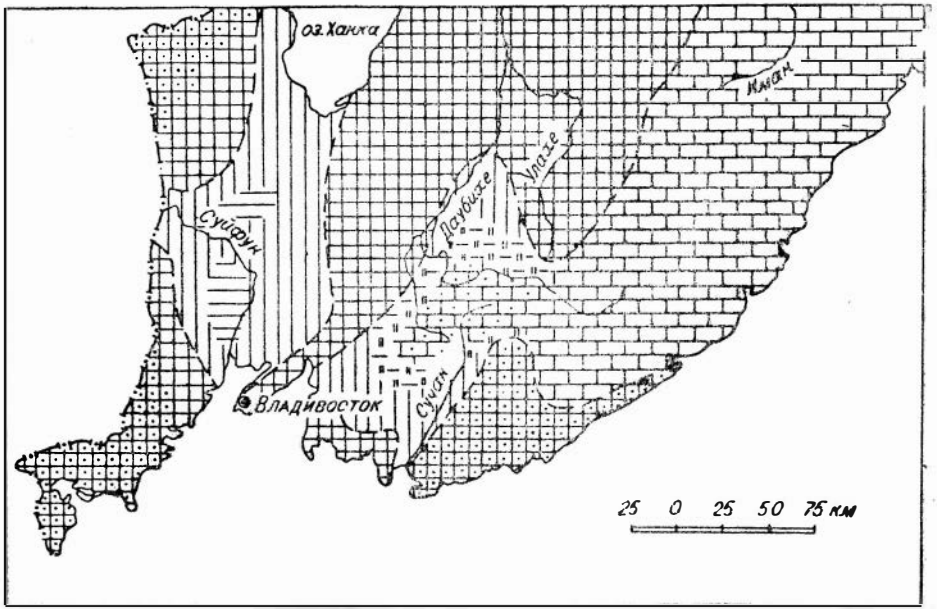 оз. Ханка
Иман
Улахе
Даубихе
Суйфун
Сучан
ВЛАДИВОСТОК
25 0 25 50 75 км